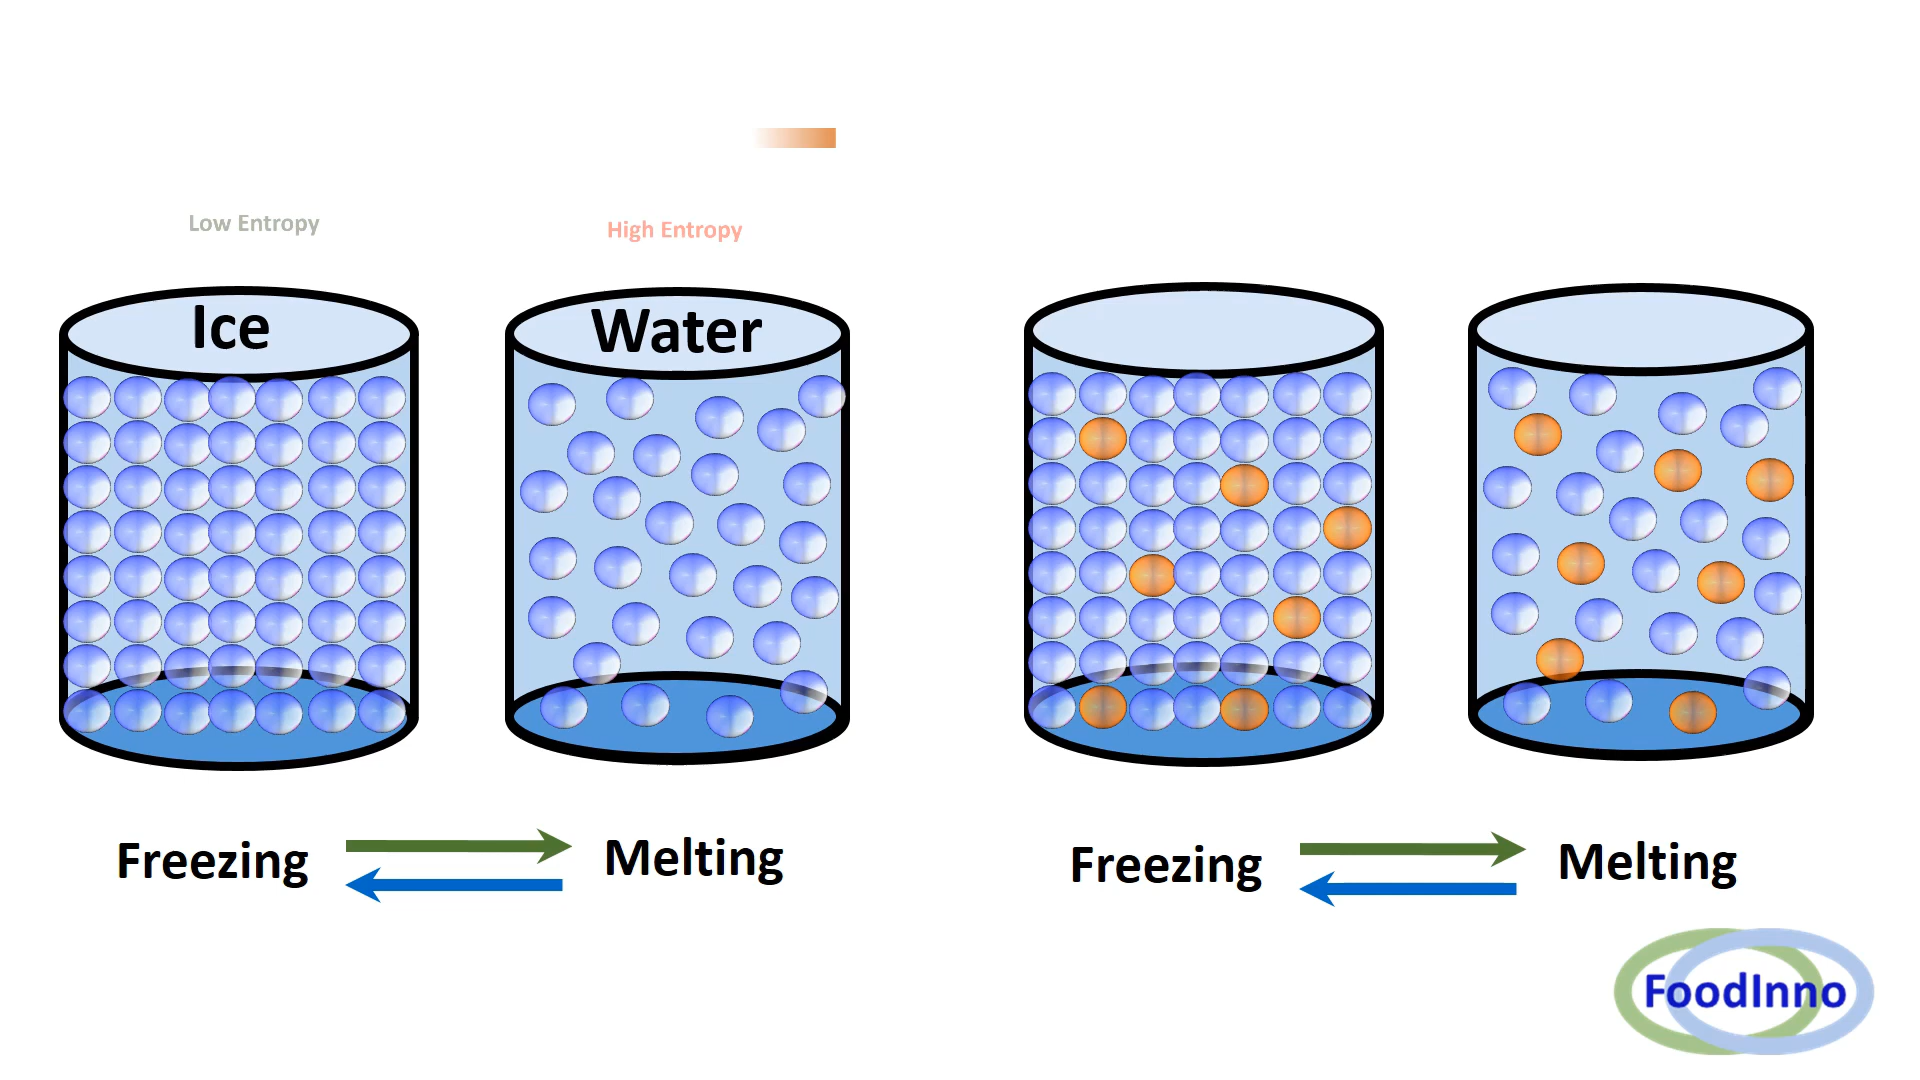 Low Entropy
High Entropy
Ice
Water
Freezing
Melting
Freezing
Melting
FoodInno